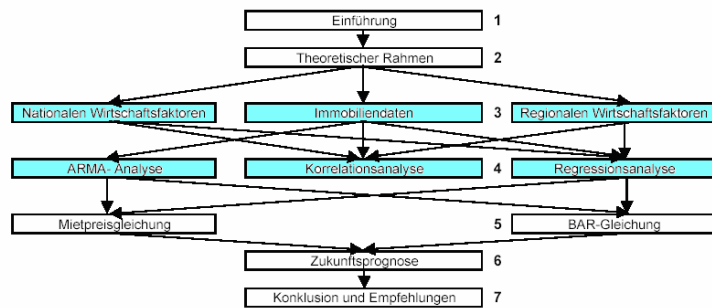 Einführung 1
Theoretischer Rahmen 2
Nationalen Wirtschaftsfaktoren Immobiliendaten 3 Regionalen Wirtschaftsfaktoren
ARMA- Analyse Korrelationsanalyse 4 Regressionsanalyse
Mietpreisgleichung 5 BAR-Gleichung
Zukunftsprognose 6
Konklusion und Empfehlungen 7